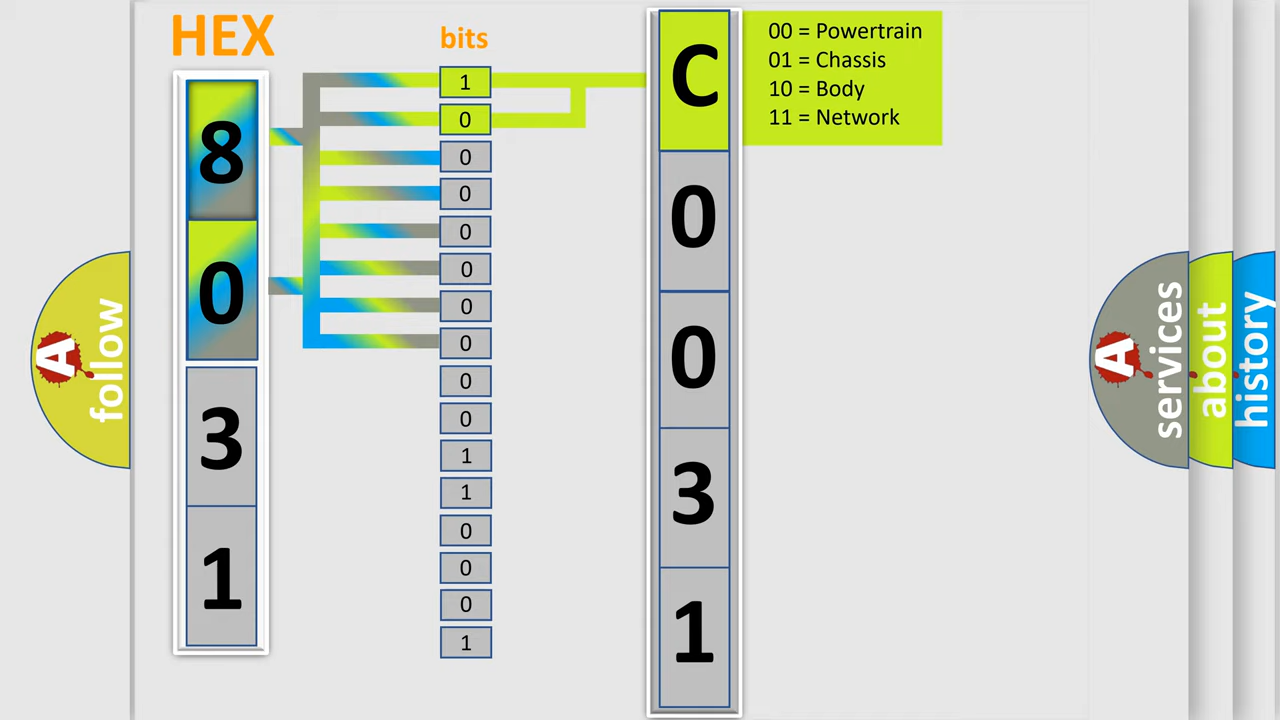 HEX
8
0
3
1
bits
1
0
0
0
0
0
0
0
0
0
1
1
0
0
0
1
C
0
0
3
1
00 = Powertrain
01 = Chassis
10 = Body
11 = Network
A
follow
A
services
about
history